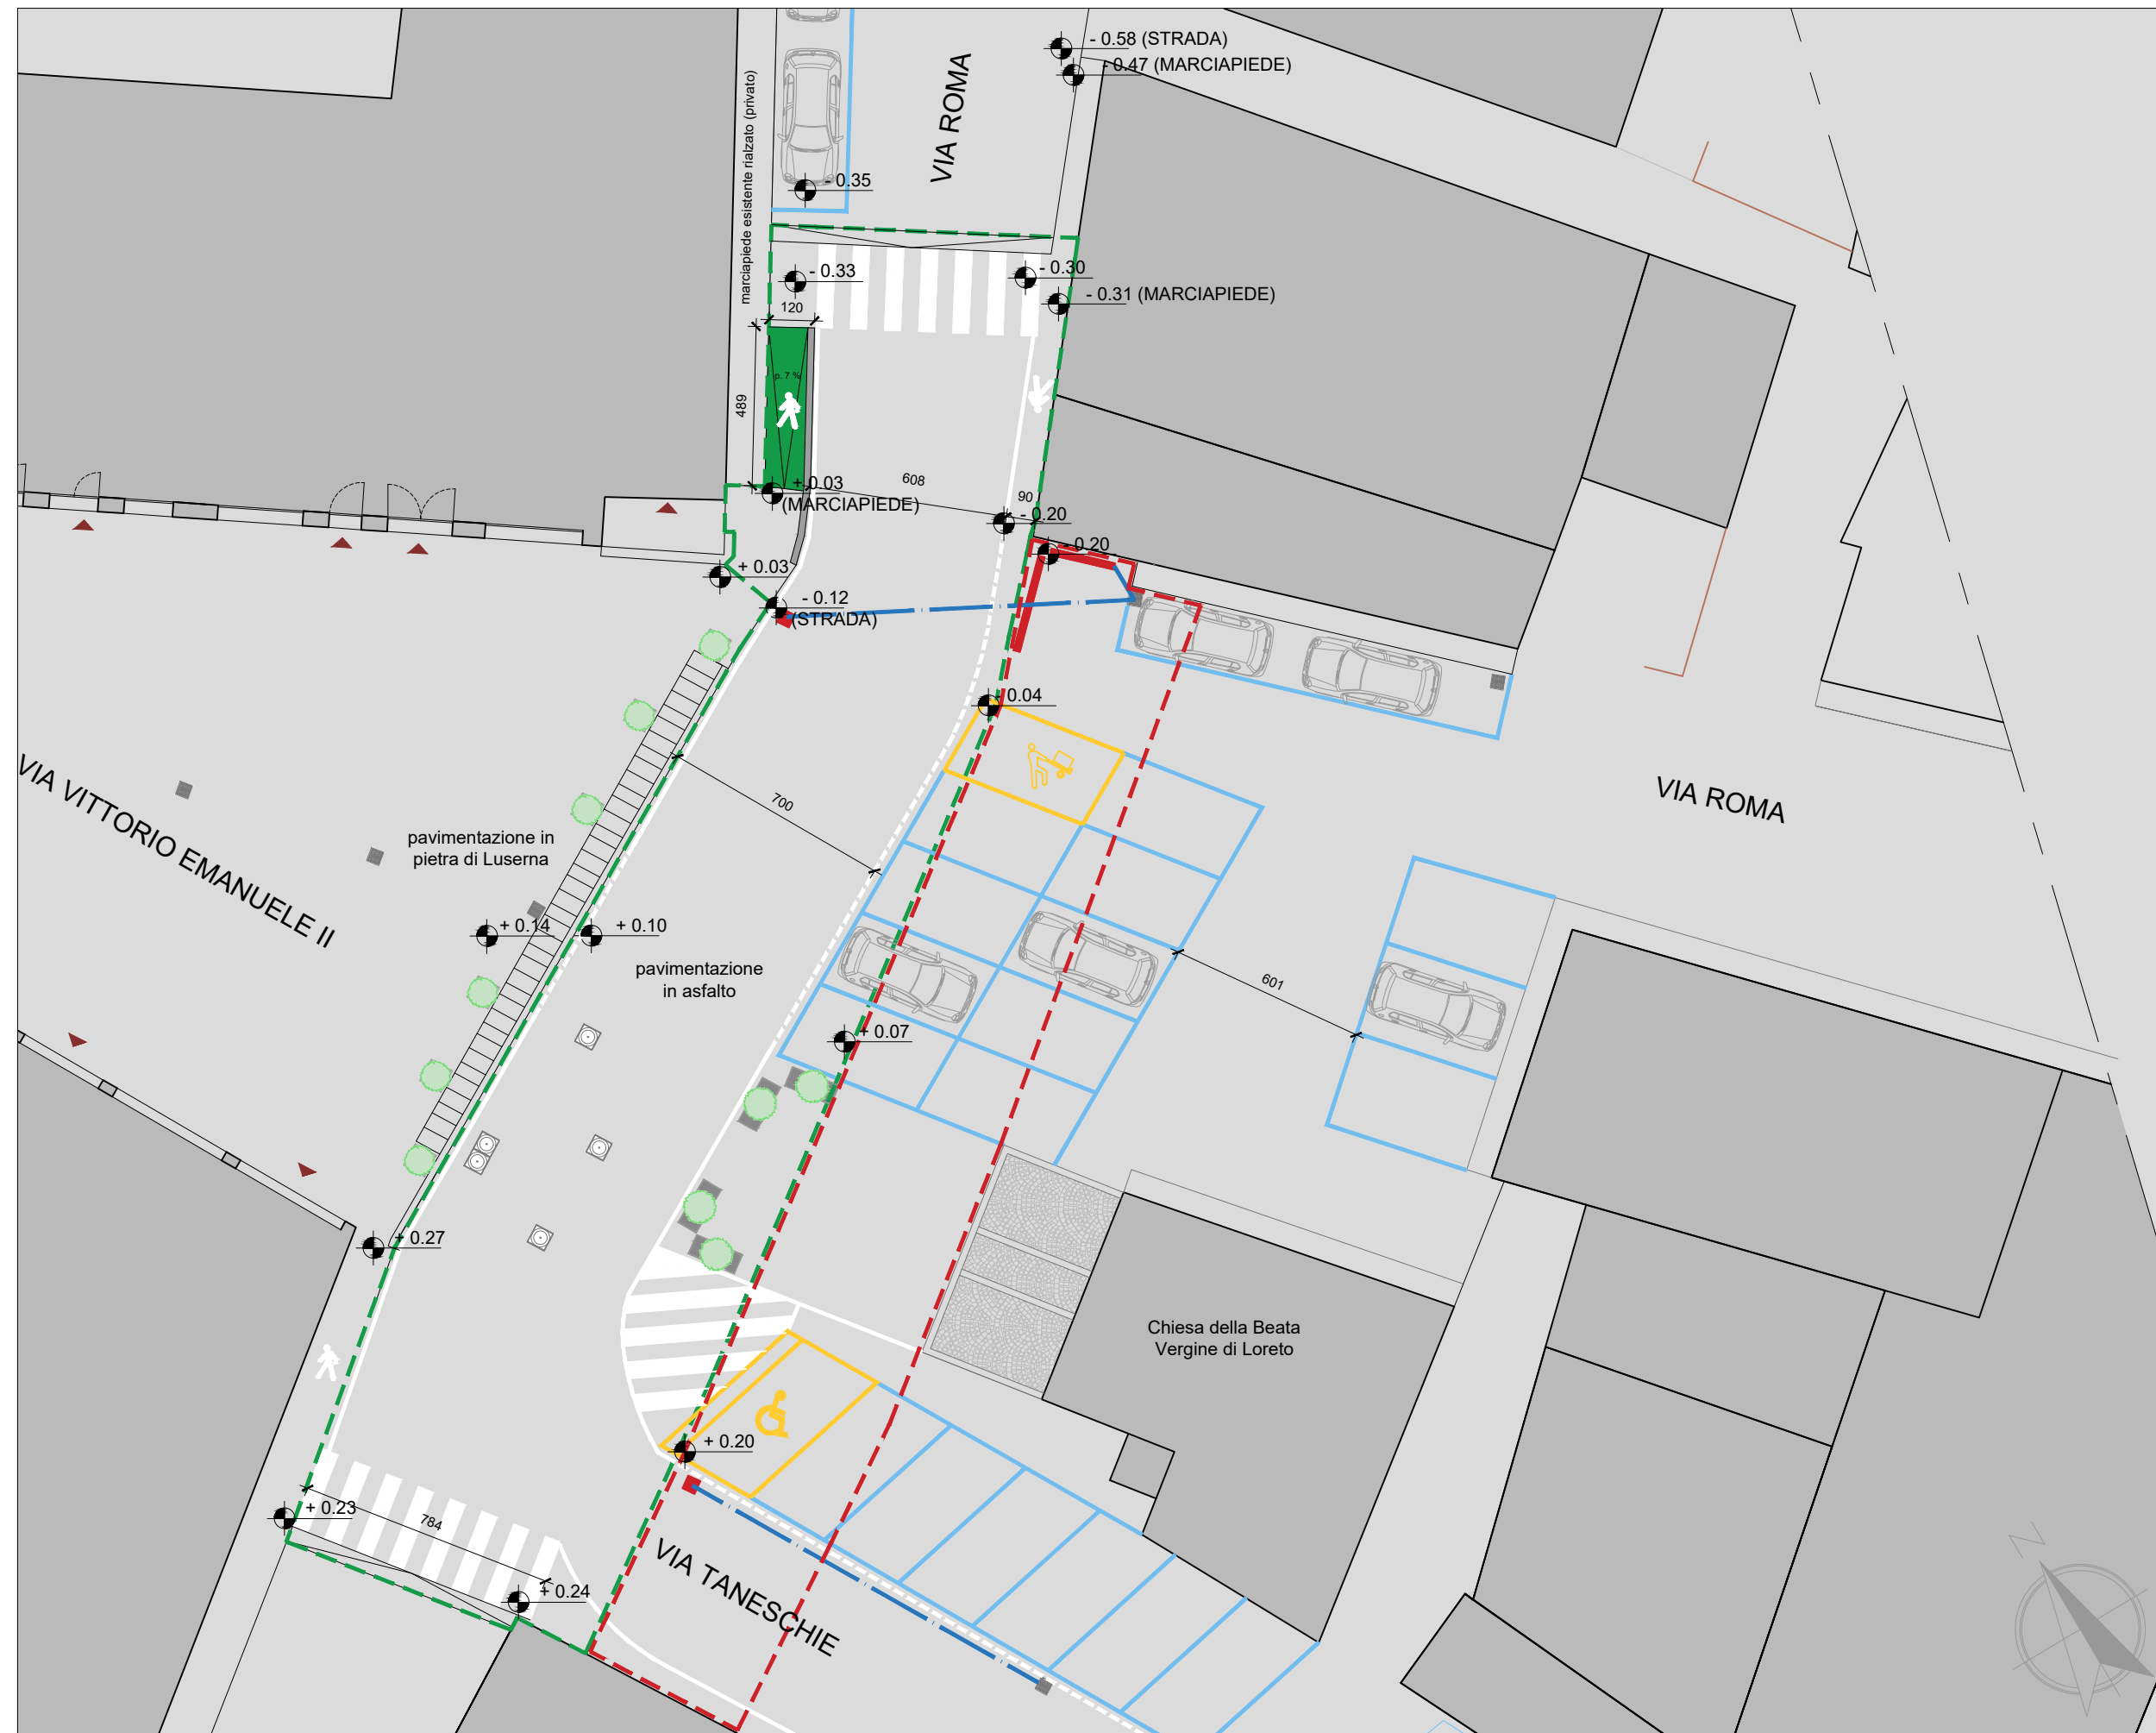 - 0.58 (STRADA)
- 0.47 (MARCIAPIEDE)
VIA ROMA
marciapiede esistente rialzato (privato)
- 0.35
- 0.33
- 0.30
- 0.31 (MARCIAPIEDE)
120
p. 7 %
489
+ 0.03
(MARCIAPIEDE)
608
90
- 0.20
- 0.20
+ 0.03
- 0.12
(STRADA)
- 0.04
VIA VITTORIO EMANUELE II
pavimentazione in
pietra di Luserna
700
VIA ROMA
+ 0.14
+ 0.10
pavimentazione
in asfalto
601
+ 0.07
+ 0.27
Chiesa della Beata
Vergine di Loreto
+ 0.20
+ 0.23
784
+ 0.24
VIA TANESCHIE
N